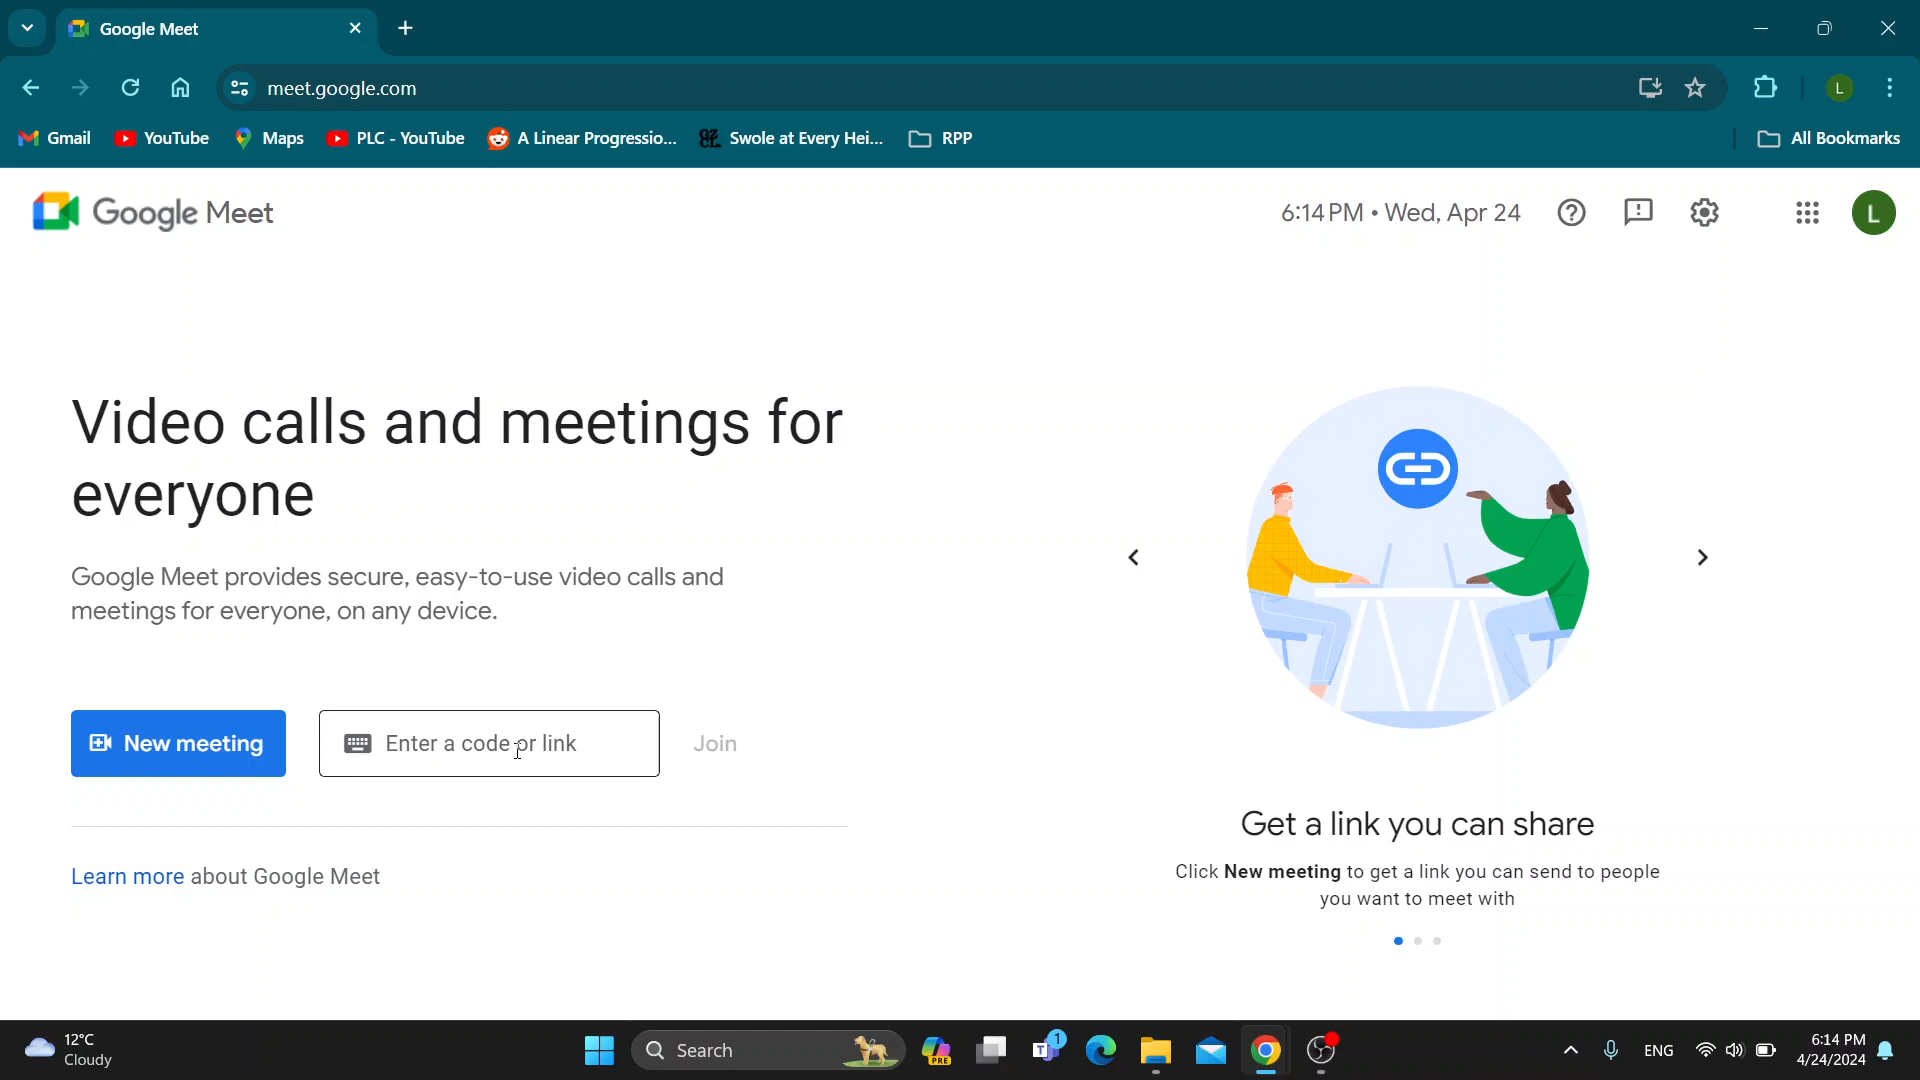 Google Meet
meet.google.com
L
Gmail
YouTube
Maps
PLC - YouTube
A Linear Progressio...
Swole at Every Hei...
RPP
All Bookmarks
Google Meet
6:14 PM • Wed, Apr 24
L
Video calls and meetings for
everyone
Google Meet provides secure, easy-to-use video calls and
meetings for everyone, on any device.
New meeting
Enter a code or link
Join
Learn more about Google Meet
Get a link you can share
Click New meeting to get a link you can send to people
you want to meet with
12°C
Cloudy
Search
PRE
1
ENG
6:14 PM
4/24/2024